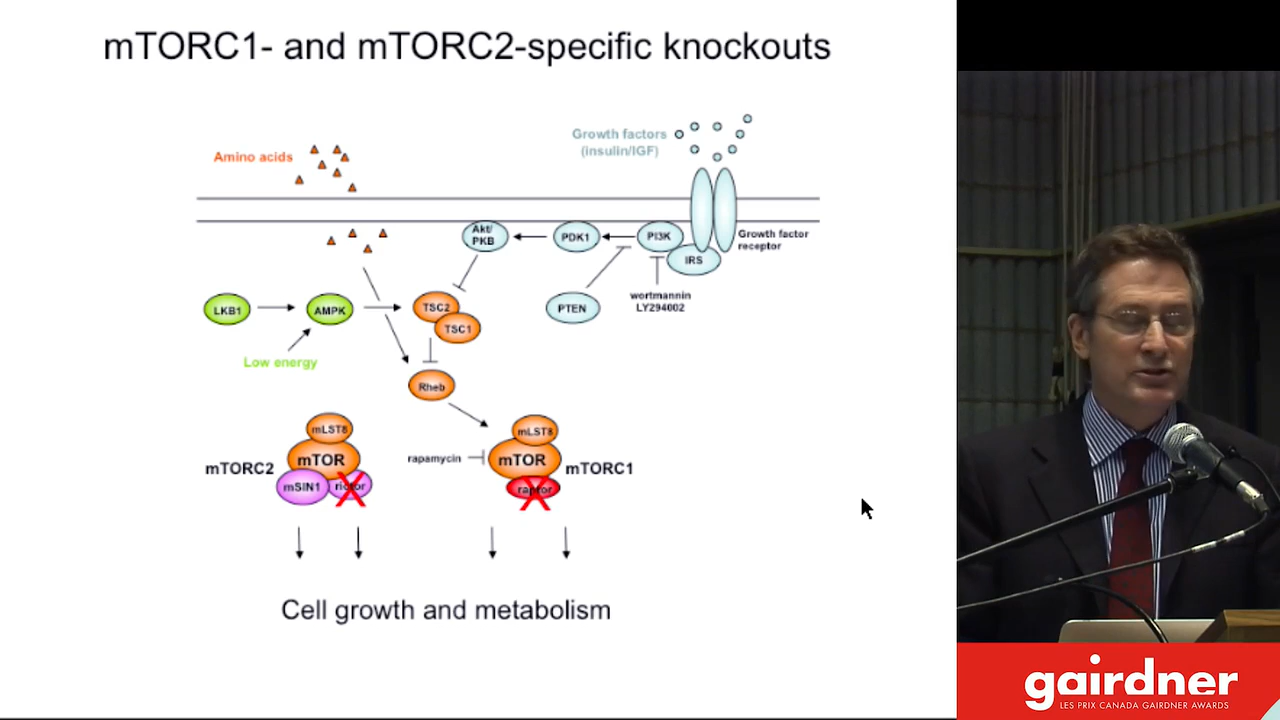 mTORC1- and mTORC2-specific knockouts
Growth factors
(insulin/IGF)
Amino acids
Akt/
PKB
PDK1
PI3K
Growth factor
receptor
IRS
LKB1
AMPK
TSC2
TSC1
PTEN
wortmannin
LY294002
Low energy
Rheb
mLST8
mTOR
mTORC2
mSIN1
rictor
rapamycin
mLST8
mTOR
mTORC1
raptor
Cell growth and metabolism
gairdner
LES PRIX CANADA GAIRDNER AWARDS